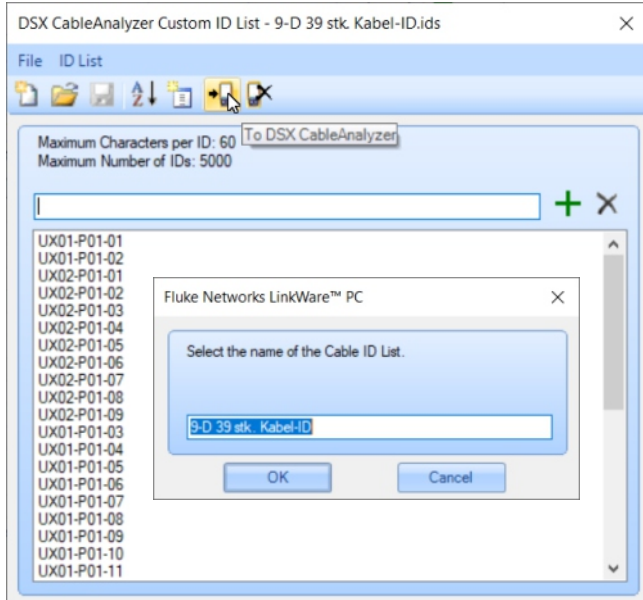 DSX CableAnalyzer Custom ID List - 9-D 39 stk. Kabel-ID.ids
File ID List
To DSX CableAnalyzer
Maximum Characters per ID: 60
Maximum Number of IDs: 5000
UX01-P01-01
UX01-P01-02
UX02-P01-01
UX02-P01-02
UX02-P01-03
UX02-P01-04
UX02-P01-05
UX02-P01-06
UX02-P01-07
UX02-P01-08
UX02-P01-09
UX01-P01-03
UX01-P01-04
UX01-P01-05
UX01-P01-06
UX01-P01-07
UX01-P01-08
UX01-P01-09
UX01-P01-10
UX01-P01-11
Fluke Networks LinkWare™ PC
Select the name of the Cable ID List.
9-D 39 stk. Kabel-ID
OK Cancel